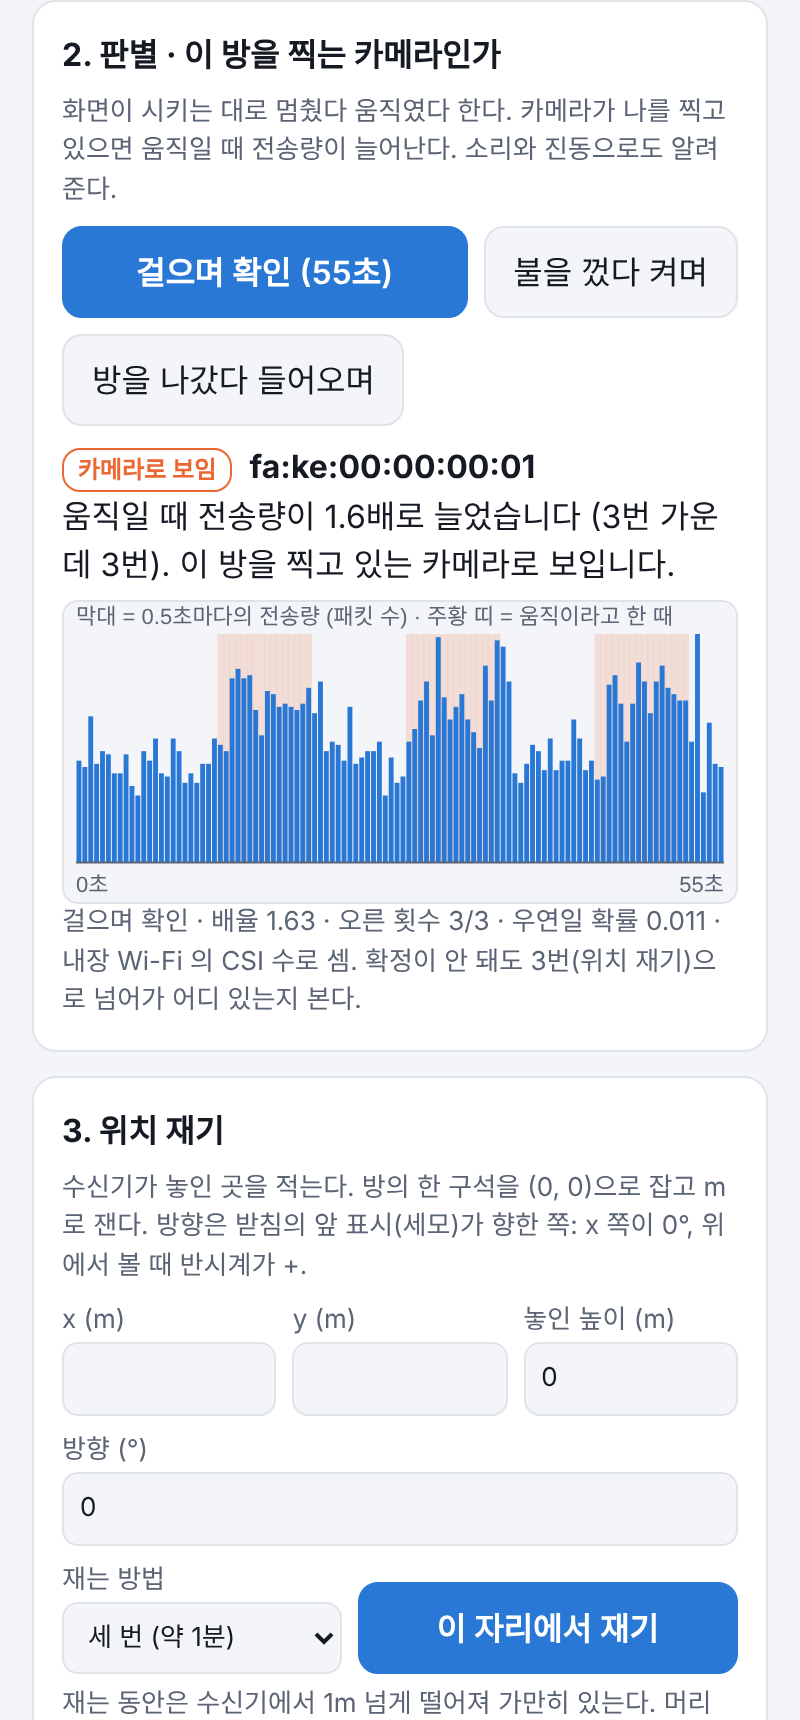 2. 판별 · 이 방을 찍는 카메라인가
화면이 시키는 대로 멈췄다 움직였다 한다. 카메라가 나를 찍고
있으면 움직일 때 전송량이 늘어난다. 소리와 진동으로도 알려
준다.
걸으며 확인 (55초)
불을 껐다 켜며
방을 나갔다 들어오며
카메라로 보임 fa:ke:00:00:00:01
움직일 때 전송량이 1.6배로 늘었습니다 (3번 가운
데 3번). 이 방을 찍고 있는 카메라로 보입니다.
막대 = 0.5초마다의 전송량 (패킷 수) · 주황 띠 = 움직이라고 한 때
0초
55초
걸으며 확인 · 배율 1.63 · 오른 횟수 3/3 · 우연일 확률 0.011 ·
내장 Wi-Fi 의 CSI 수로 셈. 확정이 안 돼도 3번(위치 재기)으
로 넘어가 어디 있는지 본다.
3. 위치 재기
수신기가 놓인 곳을 적는다. 방의 한 구석을 (0, 0)으로 잡고 m
로 잰다. 방향은 받침의 앞 표시(세모)가 향한 쪽: x 쪽이 0°, 위
에서 볼 때 반시계가 +.
x (m)
y (m)
놓인 높이 (m)
0
방향 (°)
0
재는 방법
세 번 (약 1분)
이 자리에서 재기
재는 동안은 수신기에서 1m 넘게 떨어져 가만히 있는다. 머리